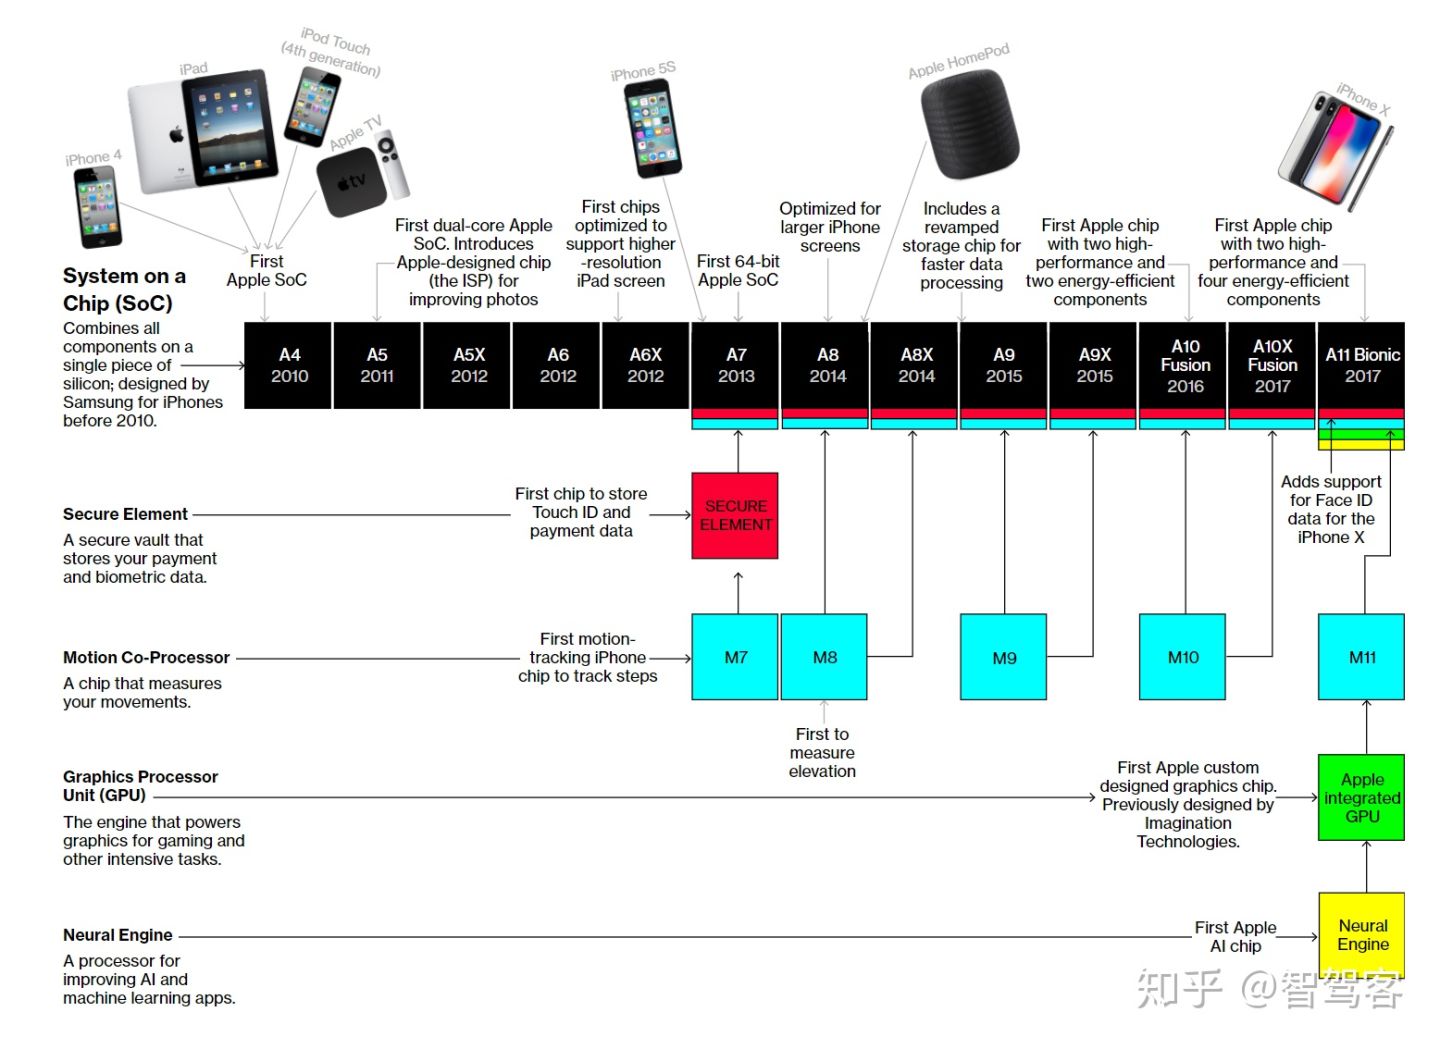 iPod Touch
(4th generation)
iPad
Apple TV
iPhone 4
iPhone 5S
Apple HomePod
iPhone X
tv
First
Apple SoC
First dual-core Apple
SoC. Introduces
Apple-designed chip
(the ISP) for
improving photos
First chips
optimized to
support higher
-resolution
iPad screen
First 64-bit
Apple SoC
Optimized for
larger iPhone
screens
Includes a
revamped
storage chip for
faster data
processing
First Apple chip
with two high-
performance and
two energy-efficient
components
First Apple chip
with two high-
performance and
four energy-efficient
components
System on a
Chip (SoC)
Combines all
components on a
single piece of
silicon; designed by
Samsung for iPhones
before 2010.
A4
2010
A5
2011
A5X
2012
A6
2012
A6X
2012
A7
2013
A8
2014
A8X
2014
A9
2015
A9X
2015
A10
Fusion
2016
A10X
Fusion
2017
A11 Bionic
2017
Secure Element
A secure vault that
stores your payment
and biometric data.
First chip to store
Touch ID and
payment data
SECURE
ELEMENT
Adds support
for Face ID
data for the
iPhone X
Motion Co-Processor
A chip that measures
your movements.
First motion-
tracking iPhone
chip to track steps
M7
M8
M9
M10
M11
First to
measure
elevation
Graphics Processor
Unit (GPU)
The engine that powers
graphics for gaming and
other intensive tasks.
First Apple custom
designed graphics chip.
Previously designed by
Imagination
Technologies.
Apple
integrated
GPU
Neural Engine
A processor for
improving AI and
machine learning apps.
First Apple
AI chip
Neural
Engine
知乎 @智驾客